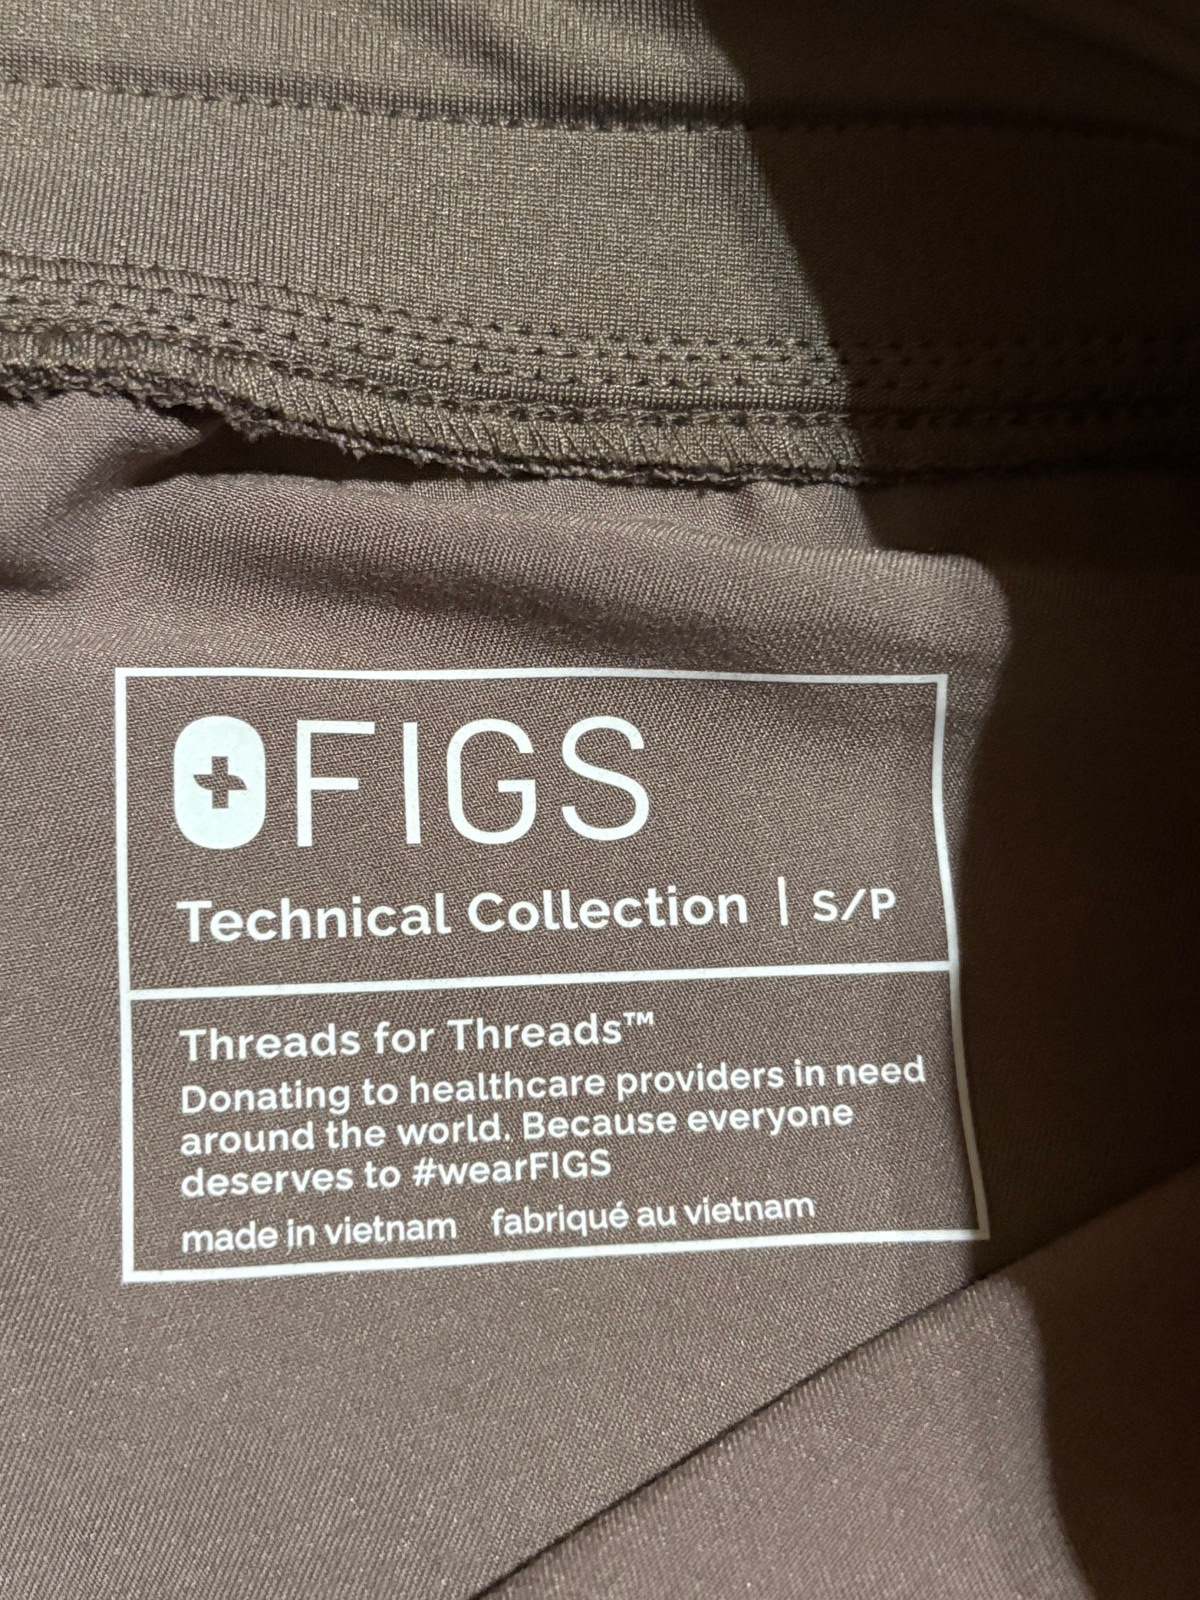 FIGS
Technical Collection | S/P
Threads for Threads™
Donating to healthcare providers in need
around the world. Because everyone
deserves to #wearFIGS
made in vietnam fabriqué au vietnam